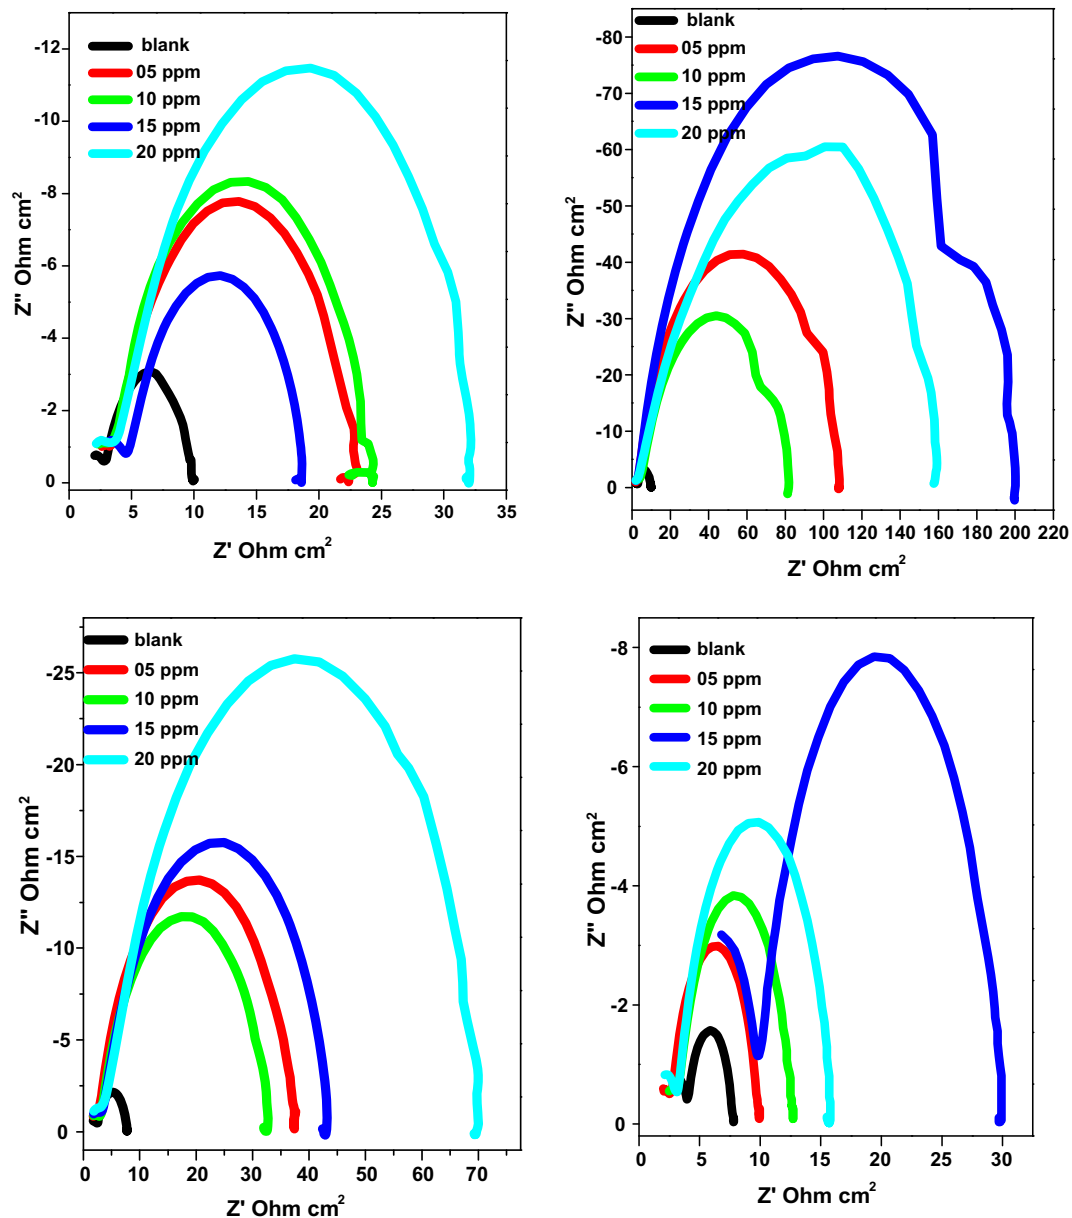 blank
05 ppm
10 ppm
15 ppm
20 ppm
-12
-10
-8
-6
-4
-2
0
Z'' Ohm cm²
0 5 10 15 20 25 30 35
Z' Ohm cm²
blank
05 ppm
10 ppm
15 ppm
20 ppm
-80
-70
-60
-50
-40
-30
-20
-10
0
Z'' Ohm cm²
0 20 40 60 80 100 120 140 160 180 200 220
Z' Ohm cm²
blank
05 ppm
10 ppm
15 ppm
20 ppm
-25
-20
-15
-10
-5
0
Z'' Ohm cm²
0 10 20 30 40 50 60 70
Z' Ohm cm²
blank
05 ppm
10 ppm
15 ppm
20 ppm
-8
-6
-4
-2
0
Z'' Ohm cm²
0 5 10 15 20 25 30
Z' Ohm cm²